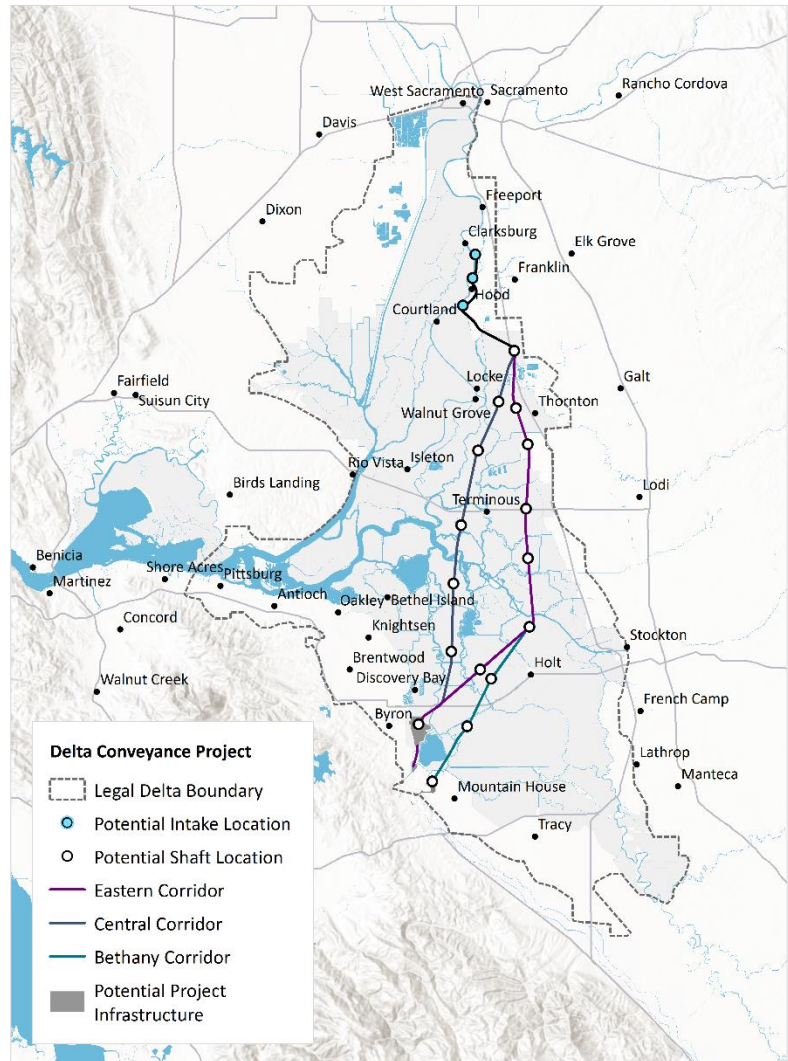 West Sacramento
Sacramento
Rancho Cordova
Davis
Freeport
Dixon
Clarksburg
Elk Grove
Franklin
Hood
Courtland
Locke
Galt
Fairfield
Suisun City
Walnut Grove
Thornton
Rio Vista
Isleton
Birds Landing
Lodi
Terminous
Benicia
Shore Acres
Pittsburg
Martinez
Antioch
Oakley
Bethel Island
Concord
Knightsen
Stockton
Brentwood
Holt
Walnut Creek
Discovery Bay
French Camp
Byron
Lathrop
Manteca
Mountain House
Tracy
Delta Conveyance Project
Legal Delta Boundary
Potential Intake Location
Potential Shaft Location
Eastern Corridor
Central Corridor
Bethany Corridor
Potential Project
Infrastructure